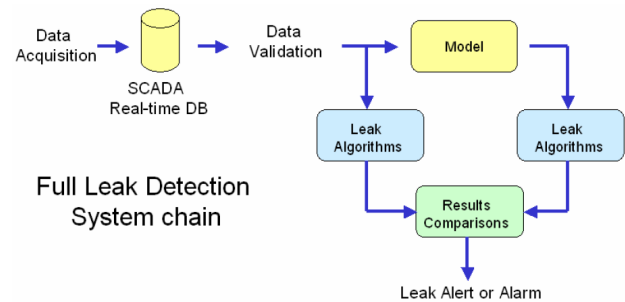 Data
Acquisition
SCADA
Real-time DB
Data
Validation
Model
Leak
Algorithms
Leak
Algorithms
Full Leak Detection
System chain
Results
Comparisons
Leak Alert or Alarm